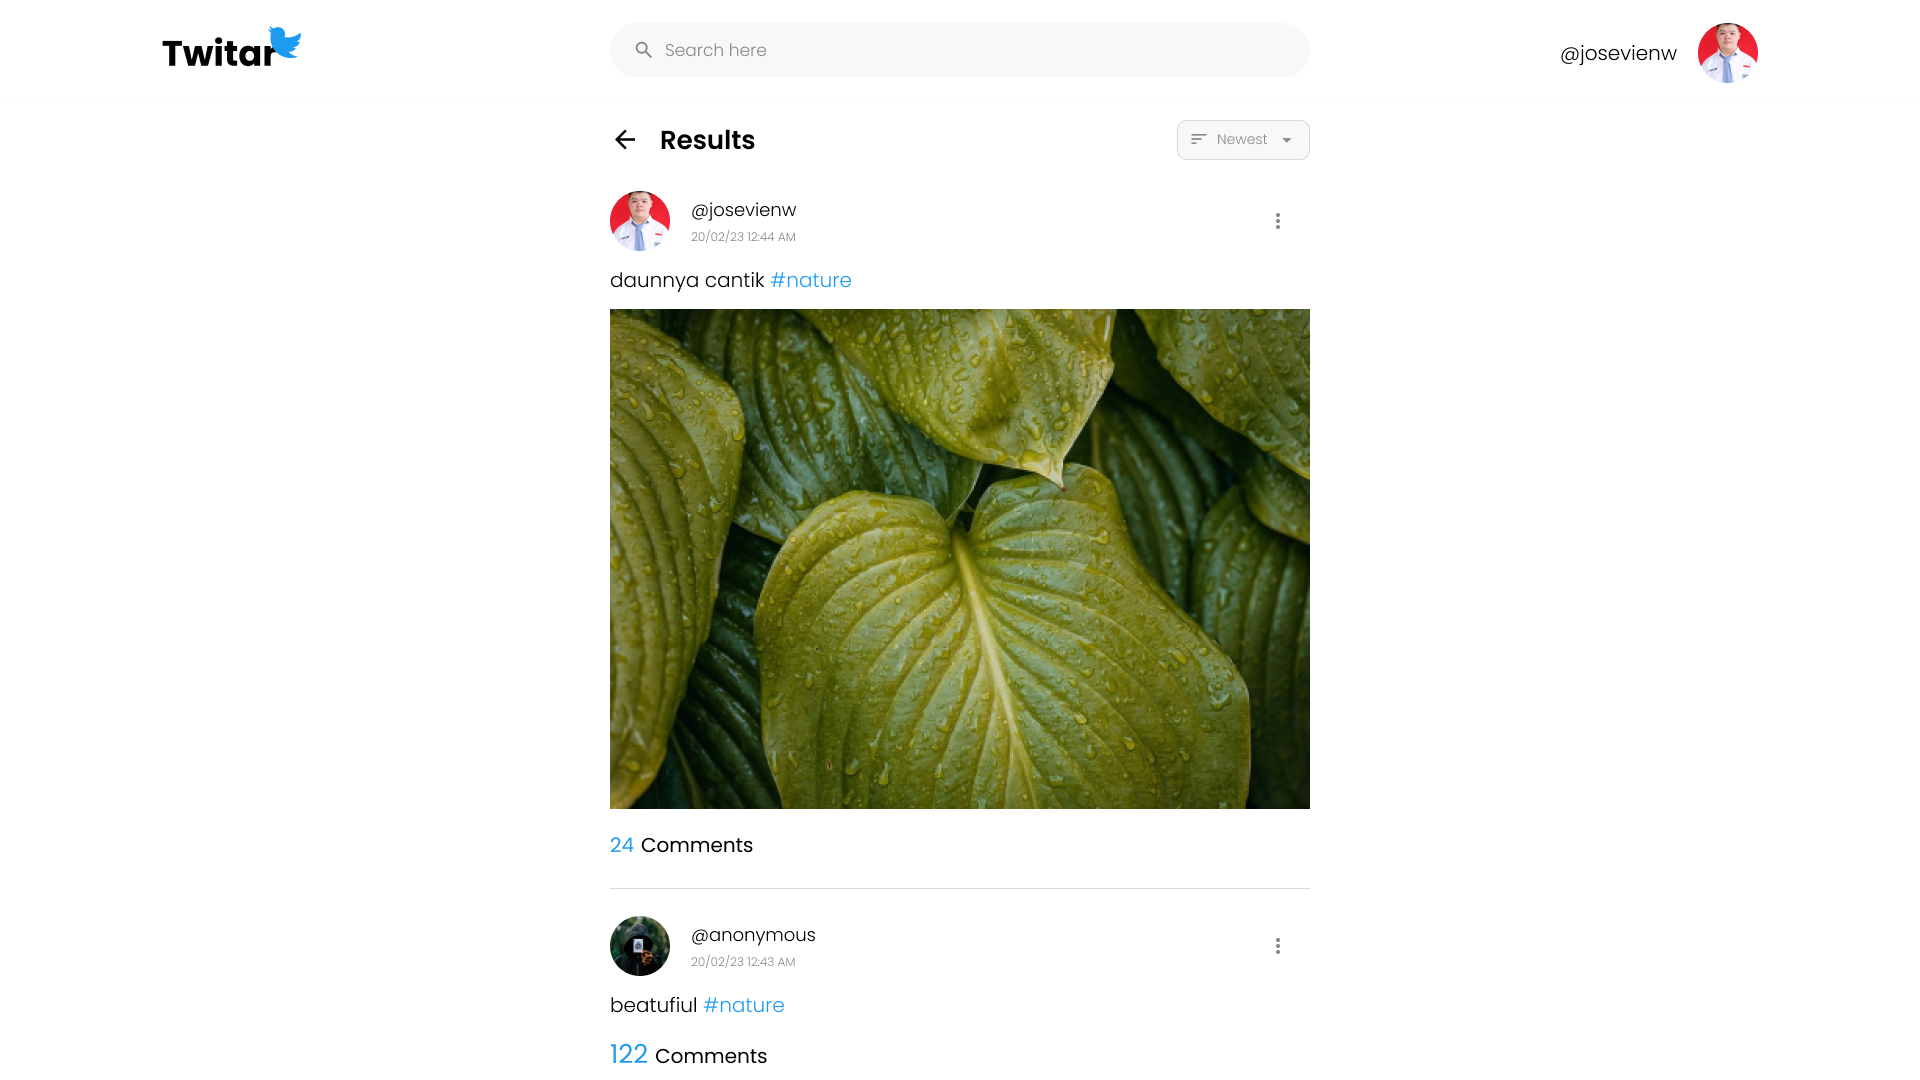 Twitar
Search here
@josevienw
Results
Newest
@josevienw
20/02/23 12:44 AM
daunnya cantik #nature
24 Comments
@anonymous
20/02/23 12:43 AM
beatufiul #nature
122 Comments